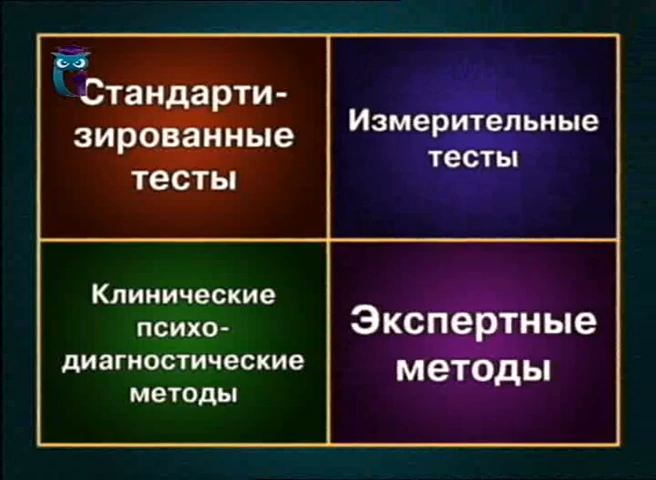 Стандарти-
зированные
тесты
Измерительные
тесты
Клинические
психо-
диагностические
методы
Экспертные
методы